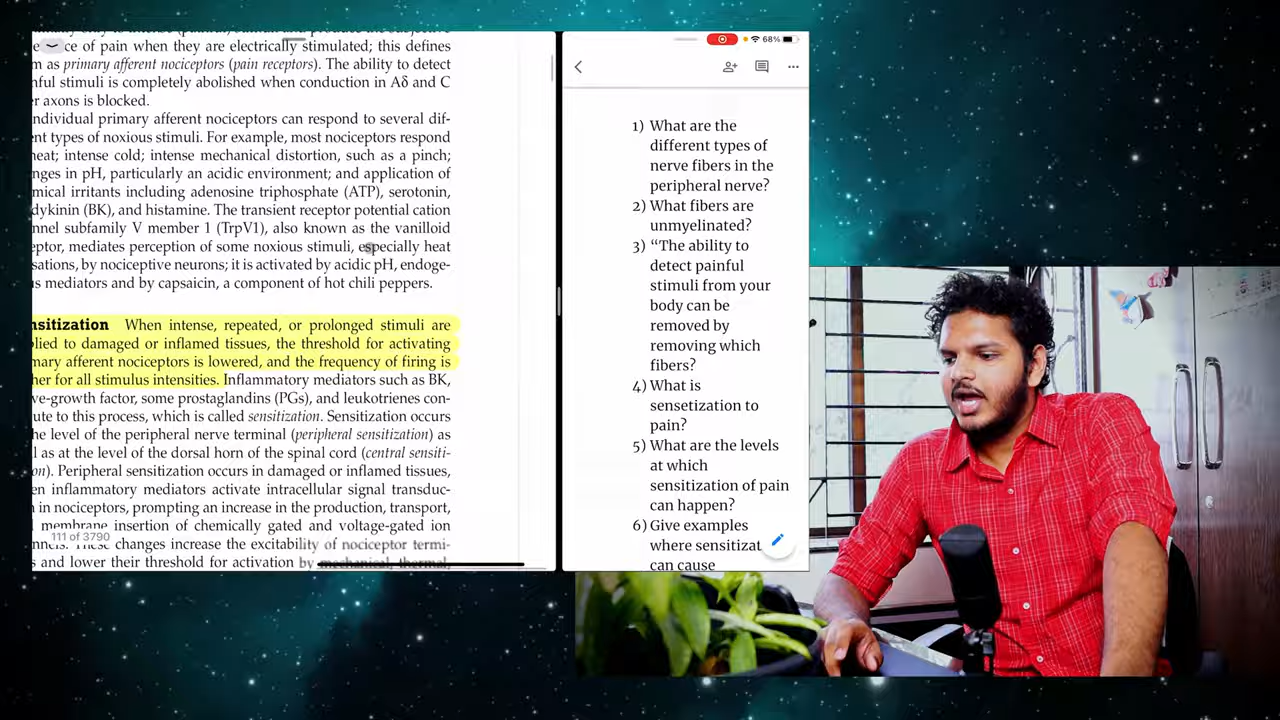 ce of pain when they are electrically stimulated; this defines
m as primary afferent nociceptors (pain receptors). The ability to detect
nful stimuli is completely abolished when conduction in Aδ and C
er axons is blocked.
ndividual primary afferent nociceptors can respond to several dif-
ent types of noxious stimuli. For example, most nociceptors respond
heat; intense cold; intense mechanical distortion, such as a pinch;
nges in pH, particularly an acidic environment; and application of
mical irritants including adenosine triphosphate (ATP), serotonin,
dykinin (BK), and histamine. The transient receptor potential cation
nnel subfamily V member 1 (TrpV1), also known as the vanilloid
eptor, mediates perception of some noxious stimuli, especially heat
sations, by nociceptive neurons; it is activated by acidic pH, endoge-
us mediators and by capsaicin, a component of hot chili peppers.
nsitization When intense, repeated, or prolonged stimuli are
plied to damaged or inflamed tissues, the threshold for activating
mary afferent nociceptors is lowered, and the frequency of firing is
her for all stimulus intensities. Inflammatory mediators such as BK,
ve-growth factor, some prostaglandins (PGs), and leukotrienes con-
ute to this process, which is called sensitization. Sensitization occurs
he level of the peripheral nerve terminal (peripheral sensitization) as
l as at the level of the dorsal horn of the spinal cord (central sensiti-
on). Peripheral sensitization occurs in damaged or inflamed tissues,
en inflammatory mediators activate intracellular signal transduc-
n in nociceptors, prompting an increase in the production, transport,
membrane insertion of chemically gated and voltage-gated ion
111 of 3790
These changes increase the excitability of nociceptor termi-
s and lower their threshold for activation by mechanical, thermal,
68%
1) What are the
different types of
nerve fibers in the
peripheral nerve?
2) What fibers are
unmyelinated?
3) “The ability to
detect painful
stimuli from your
body can be
removed by
removing which
fibers?
4) What is
sensetization to
pain?
5) What are the levels
at which
sensitization of pain
can happen?
6) Give examples
where sensitizat
can cause